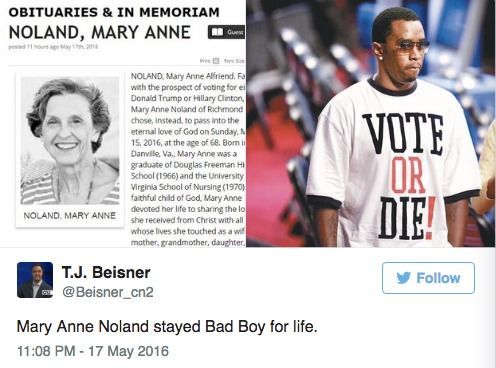 OBITUARIES & IN MEMORIAM
NOLAND, MARY ANNE
Guest
posted 11 hours ago May 17th, 2016
Print
Font Size
NOLAND, Mary Anne Alfriend. Fa
with the prospect of voting for ei
Donald Trump or Hillary Clinton,
Mary Anne Noland of Richmond
chose, instead, to pass into the
eternal love of God on Sunday, M
15, 2016, at the age of 68. Born i
Danville, Va., Mary Anne was a
graduate of Douglas Freeman Hi
School (1966) and the University
Virginia School of Nursing (1970)
faithful child of God, Mary Anne
devoted her life to sharing the lo
she received from Christ with all
whose lives she touched as a wif
mother, grandmother, daughter,
NOLAND, MARY ANNE
VOTE
OR
DIE!
T.J. Beisner
@Beisner_cn2
Follow
Mary Anne Noland stayed Bad Boy for life.
11:08 PM - 17 May 2016